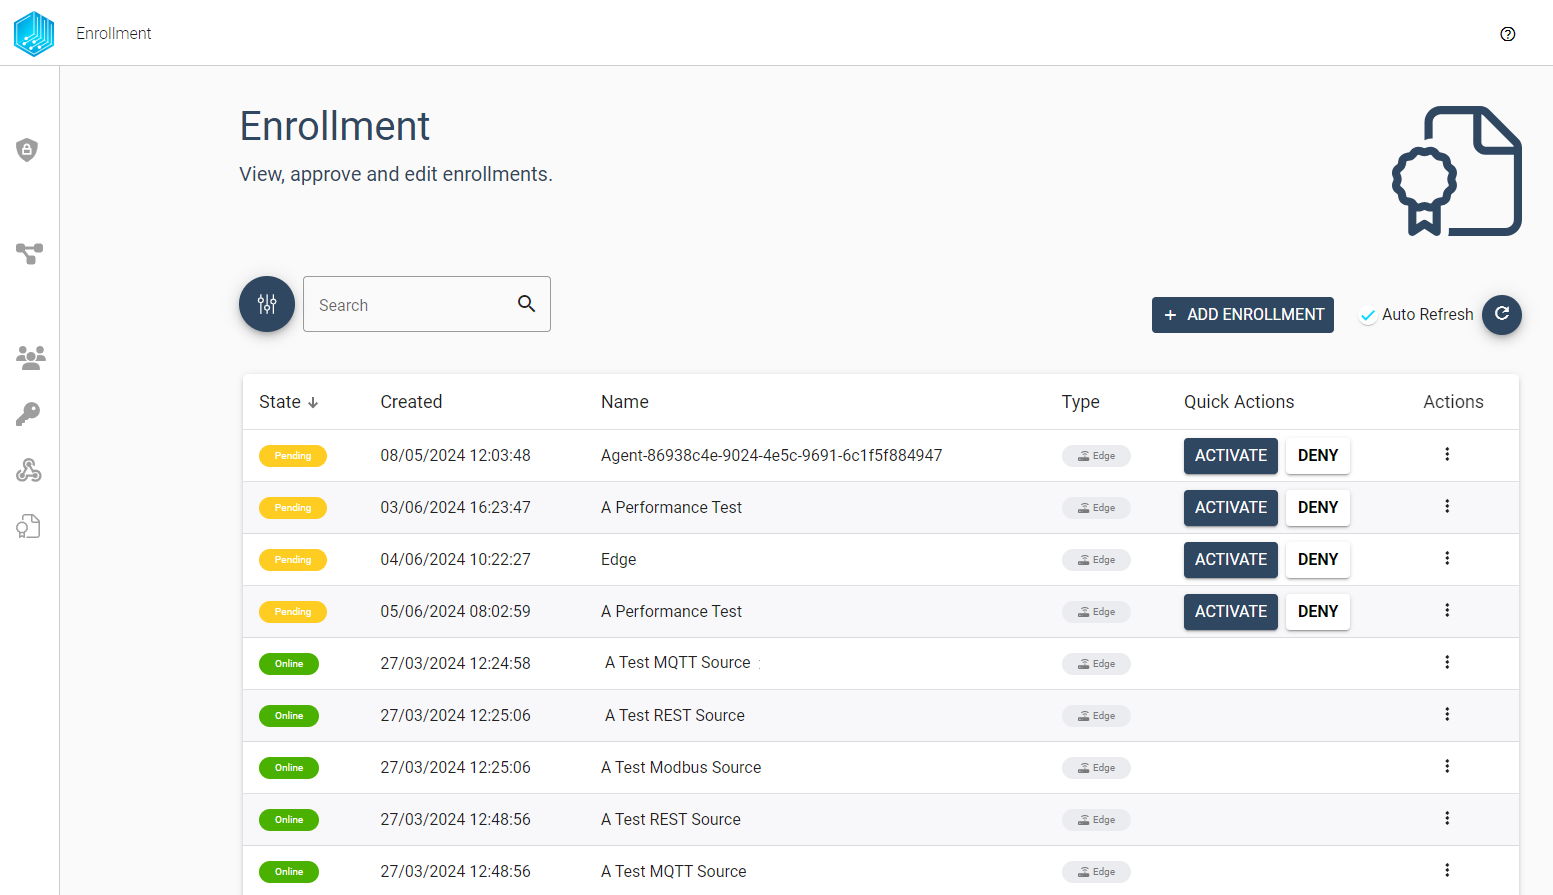 Enrollment
Enrollment
View, approve and edit enrollments.
Search
+ ADD ENROLLMENT
Auto Refresh
State Created Name Type Quick Actions Actions
Pending 08/05/2024 12:03:48 Agent-86938c4e-9024-4e5c-9691-6c1f5f884947 Edge ACTIVATE DENY
Pending 03/06/2024 16:23:47 A Performance Test Edge ACTIVATE DENY
Pending 04/06/2024 10:22:27 Edge Edge ACTIVATE DENY
Pending 05/06/2024 08:02:59 A Performance Test Edge ACTIVATE DENY
Online 27/03/2024 12:24:58 A Test MQTT Source Edge
Online 27/03/2024 12:25:06 A Test REST Source Edge
Online 27/03/2024 12:25:06 A Test Modbus Source Edge
Online 27/03/2024 12:48:56 A Test REST Source Edge
Online 27/03/2024 12:48:56 A Test MQTT Source Edge